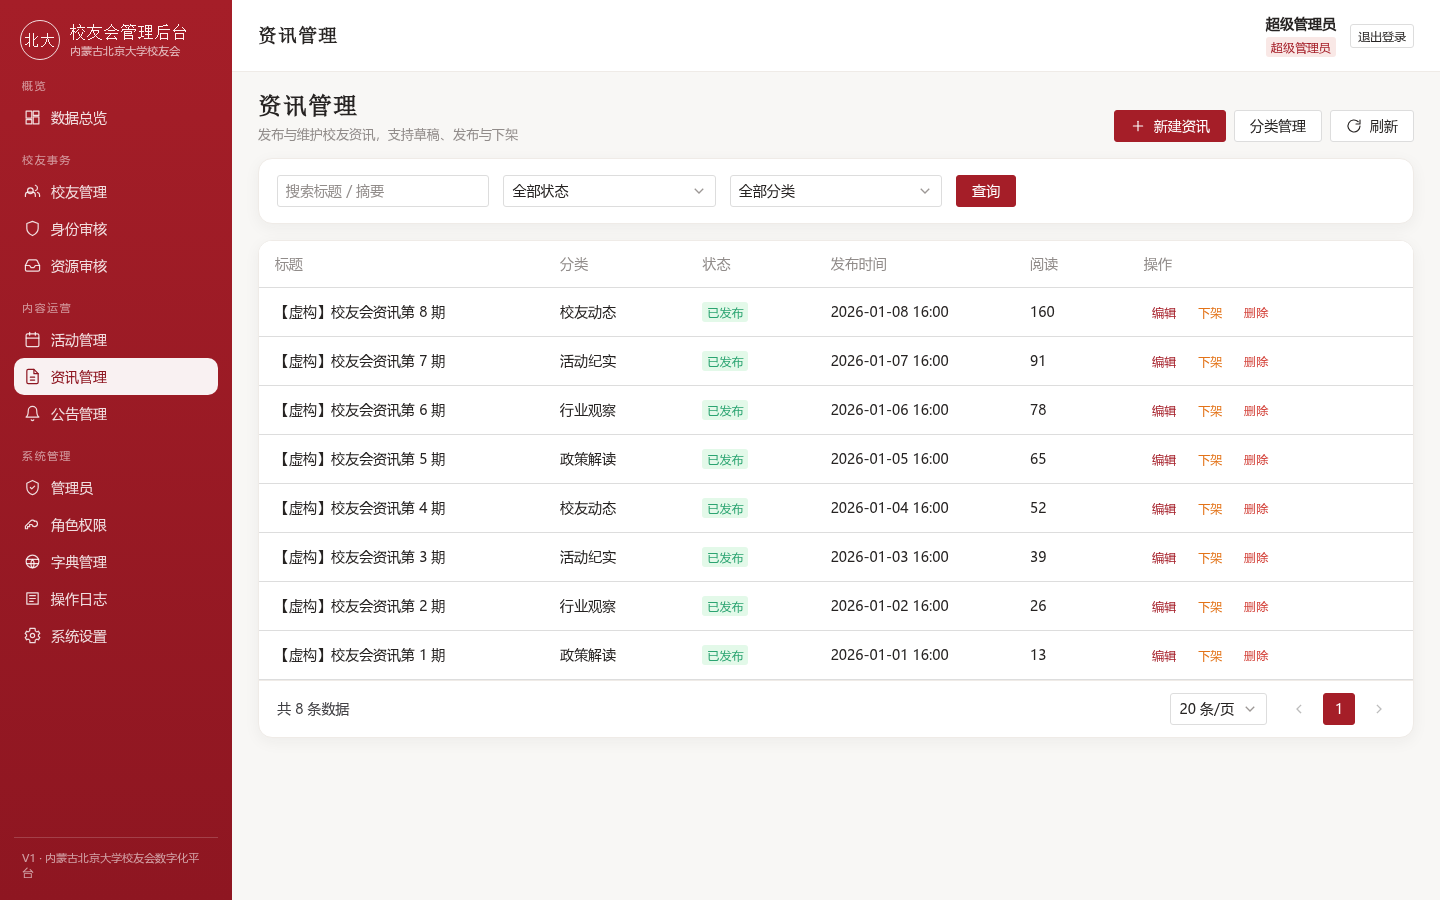 北大
校友会管理后台
内蒙古北京大学校友会
概览
数据总览
校友事务
校友管理
身份审核
资源审核
内容运营
活动管理
资讯管理
公告管理
系统管理
管理员
角色权限
字典管理
操作日志
系统设置
V1 · 内蒙古北京大学校友会数字化平
台
资讯管理
超级管理员
超级管理员
退出登录
资讯管理
发布与维护校友资讯，支持草稿、发布与下架
新建资讯
分类管理
刷新
搜索标题 / 摘要
全部状态
全部分类
查询
标题 分类 状态 发布时间 阅读 操作
【虚构】校友会资讯第 8 期 校友动态 已发布 2026-01-08 16:00 160 编辑 下架 删除
【虚构】校友会资讯第 7 期 活动纪实 已发布 2026-01-07 16:00 91 编辑 下架 删除
【虚构】校友会资讯第 6 期 行业观察 已发布 2026-01-06 16:00 78 编辑 下架 删除
【虚构】校友会资讯第 5 期 政策解读 已发布 2026-01-05 16:00 65 编辑 下架 删除
【虚构】校友会资讯第 4 期 校友动态 已发布 2026-01-04 16:00 52 编辑 下架 删除
【虚构】校友会资讯第 3 期 活动纪实 已发布 2026-01-03 16:00 39 编辑 下架 删除
【虚构】校友会资讯第 2 期 行业观察 已发布 2026-01-02 16:00 26 编辑 下架 删除
【虚构】校友会资讯第 1 期 政策解读 已发布 2026-01-01 16:00 13 编辑 下架 删除
共 8 条数据
20 条/页
1